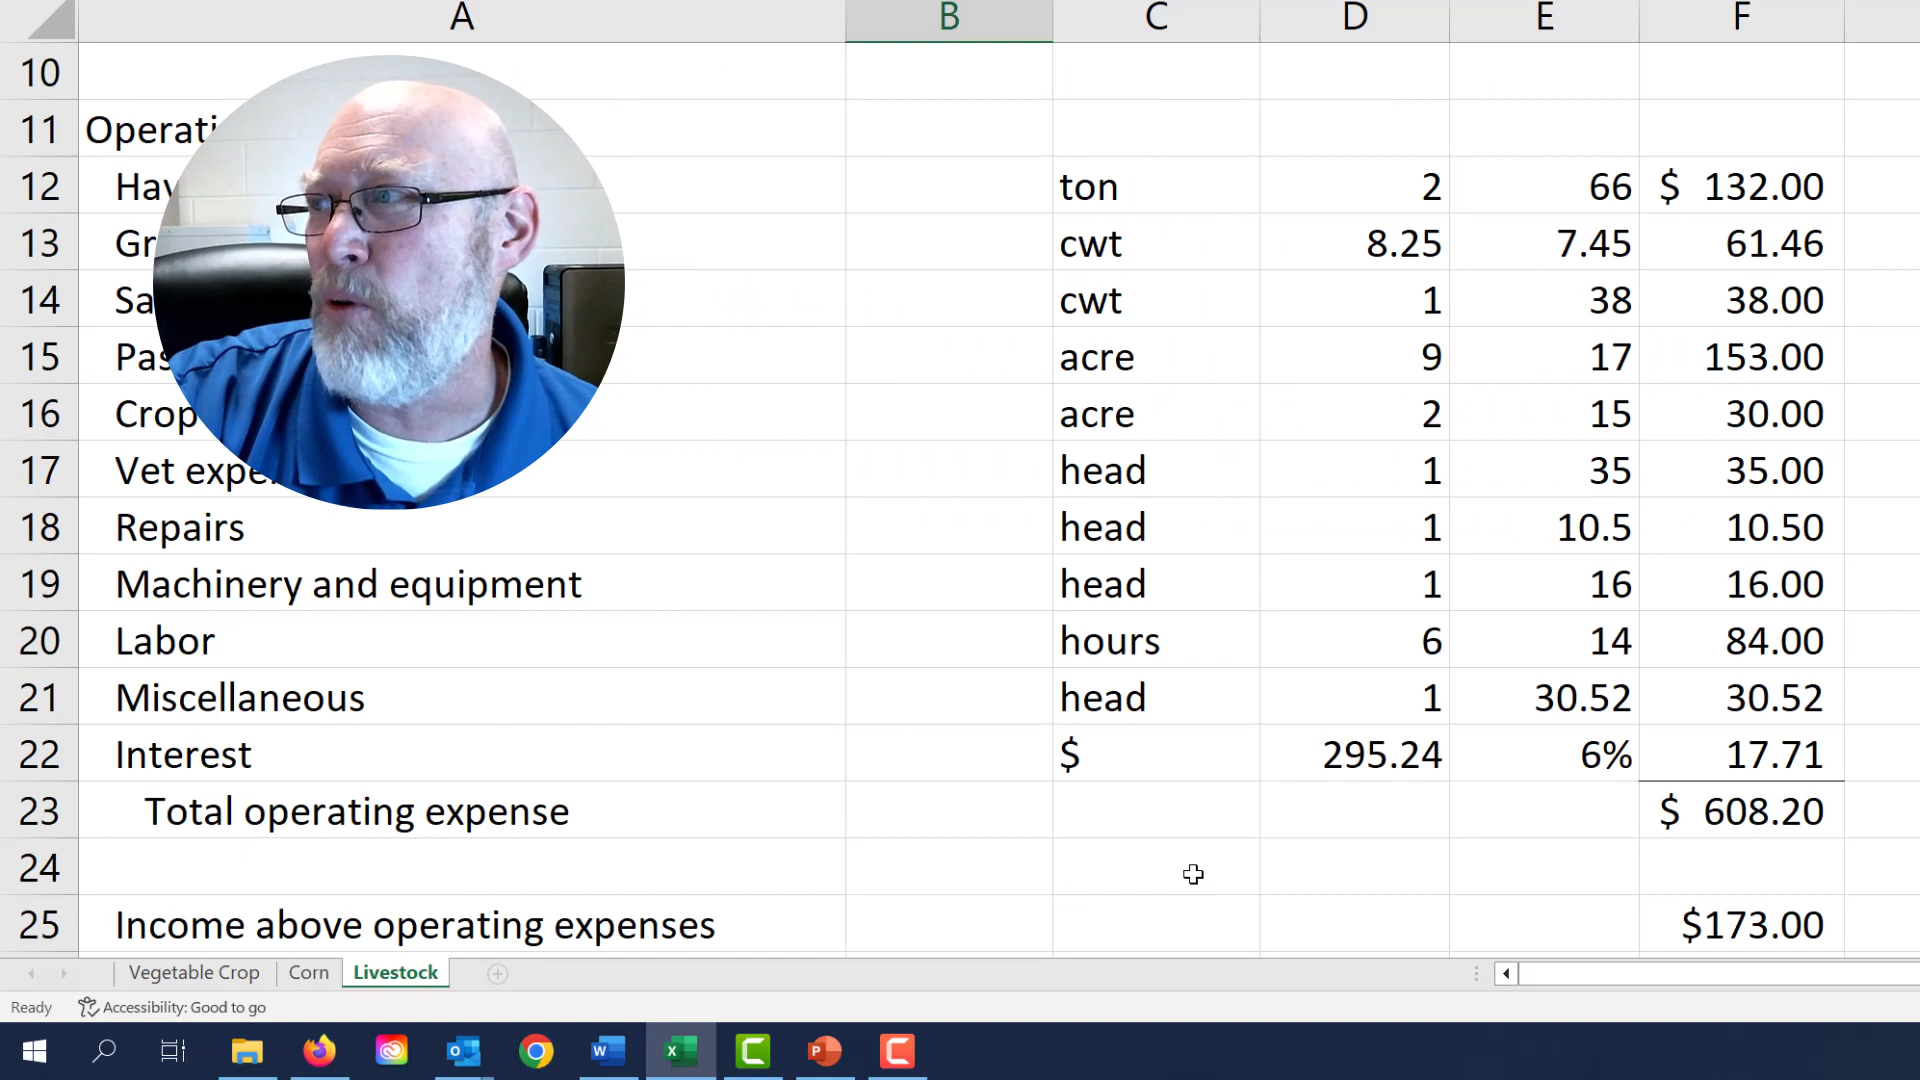 A B C D E F
10
11 Operati
12 Hay ton 2 66 $ 132.00
13 Gr cwt 8.25 7.45 61.46
14 Sa cwt 1 38 38.00
15 Pas acre 9 17 153.00
16 Crop acre 2 15 30.00
17 Vet expe head 1 35 35.00
18 Repairs head 1 10.5 10.50
19 Machinery and equipment head 1 16 16.00
20 Labor hours 6 14 84.00
21 Miscellaneous head 1 30.52 30.52
22 Interest $ 295.24 6% 17.71
23 Total operating expense $ 608.20
24
25 Income above operating expenses $173.00
Vegetable Crop Corn Livestock
Ready Accessibility: Good to go